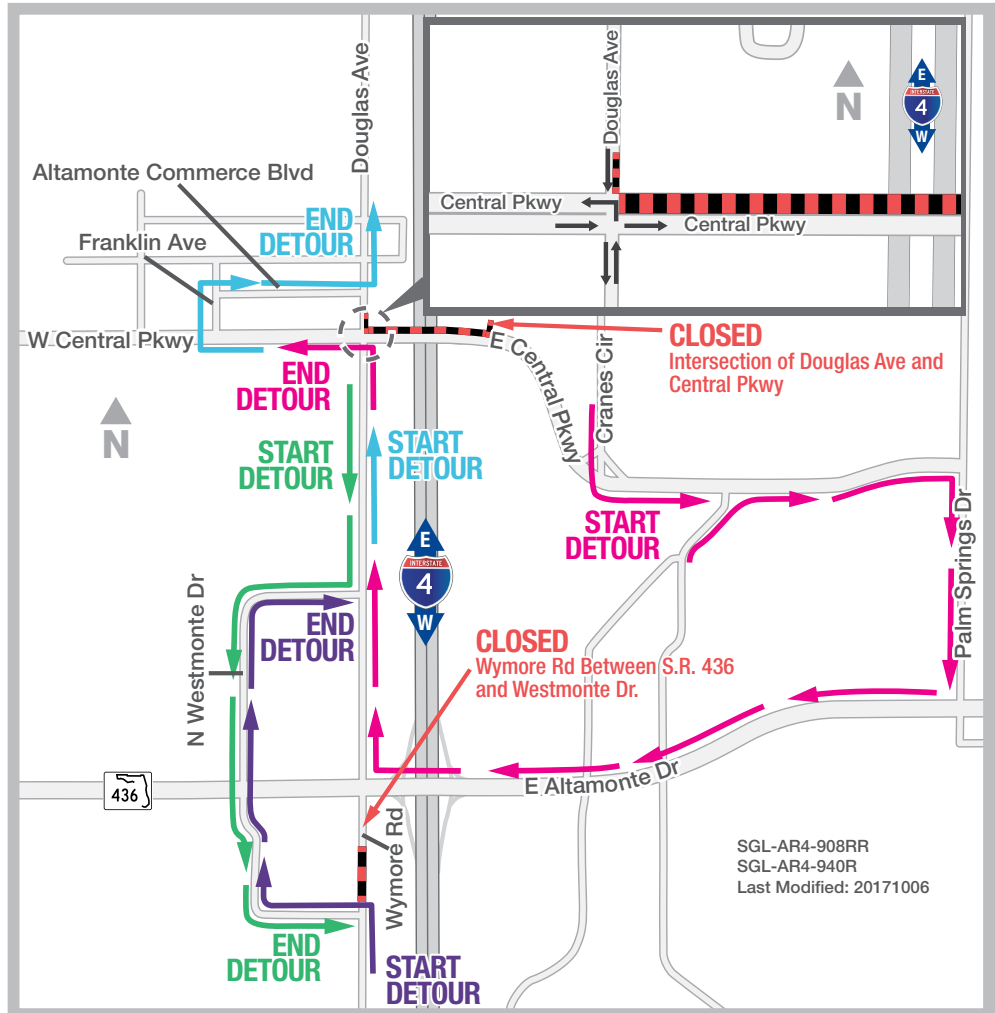 Douglas Ave
Douglas Ave
N
E
INTERSTATE
4
W
Central Pkwy
Central Pkwy
Altamonte Commerce Blvd
Franklin Ave
END
DETOUR
W Central Pkwy
E Central Pkwy
CLOSED
Intersection of Douglas Ave and
Central Pkwy
Cranes Cir
END
DETOUR
N
START
DETOUR
START
DETOUR
START
DETOUR
Palm Springs Dr
E
INTERSTATE
4
W
N Westmonte Dr
END
DETOUR
CLOSED
Wymore Rd Between S.R. 436
and Westmonte Dr.
436
E Altamonte Dr
Wymore Rd
SGL-AR4-908RR
SGL-AR4-940R
Last Modified: 20171006
END
DETOUR
START
DETOUR